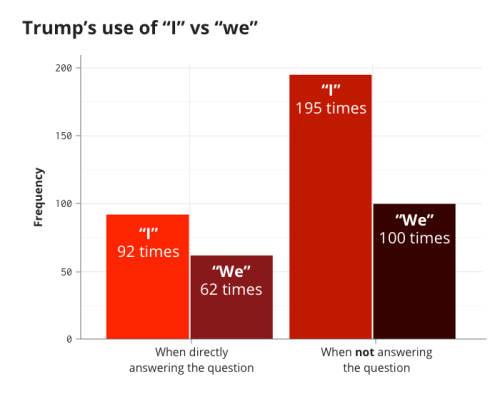 Trump’s use of “I” vs “we”
200
150
100
50
0
Frequency
“I”
92 times
“We”
62 times
“I”
195 times
“We”
100 times
When directly
answering the question
When not answering
the question